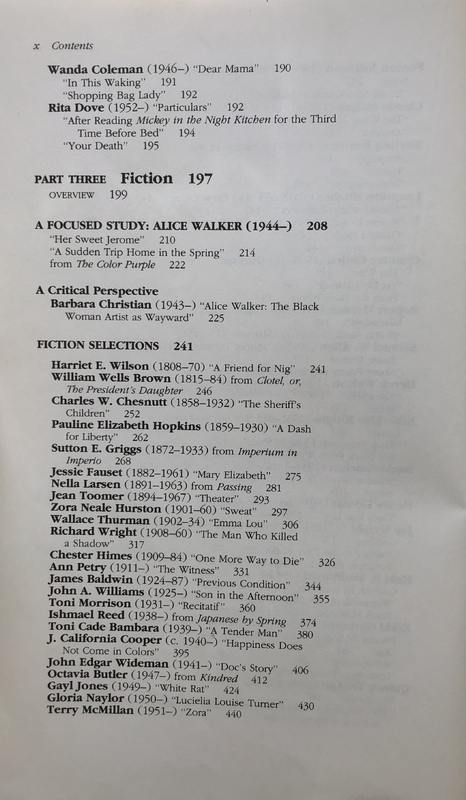 x Contents
Wanda Coleman (1946–) “Dear Mama” 190
“In This Waking” 191
“Shopping Bag Lady” 192
Rita Dove (1952–) “Particulars” 192
“After Reading Mickey in the Night Kitchen for the Third
Time Before Bed” 194
“Your Death” 195
PART THREE Fiction 197
OVERVIEW 199
A FOCUSED STUDY: ALICE WALKER (1944–) 208
“Her Sweet Jerome” 210
“A Sudden Trip Home in the Spring” 214
from The Color Purple 222
A Critical Perspective
Barbara Christian (1943–) “Alice Walker: The Black
Woman Artist as Wayward” 225
FICTION SELECTIONS 241
Harriet E. Wilson (1808–70) “A Friend for Nig” 241
William Wells Brown (1815–84) from Clotel, or,
The President's Daughter 246
Charles W. Chesnutt (1858–1932) “The Sheriff's
Children” 252
Pauline Elizabeth Hopkins (1859–1930) “A Dash
for Liberty” 262
Sutton E. Griggs (1872–1933) from Imperium in
Imperio 268
Jessie Fauset (1882–1961) “Mary Elizabeth” 275
Nella Larsen (1891–1963) from Passing 281
Jean Toomer (1894–1967) “Theater” 293
Zora Neale Hurston (1901–60) “Sweat” 297
Wallace Thurman (1902–34) “Emma Lou” 306
Richard Wright (1908–60) “The Man Who Killed
a Shadow” 317
Chester Himes (1909–84) “One More Way to Die” 326
Ann Petry (1911–) “The Witness” 331
James Baldwin (1924–87) “Previous Condition” 344
John A. Williams (1925–) “Son in the Afternoon” 355
Toni Morrison (1931–) “Recitatif” 360
Ishmael Reed (1938–) from Japanese by Spring 374
Toni Cade Bambara (1939–) “A Tender Man” 380
J. California Cooper (c. 1940–) “Happiness Does
Not Come in Colors” 395
John Edgar Wideman (1941–) “Doc's Story” 406
Octavia Butler (1947–) from Kindred 412
Gayl Jones (1949–) “White Rat” 424
Gloria Naylor (1950–) “Lucielia Louise Turner” 430
Terry McMillan (1951–) “Zora” 440